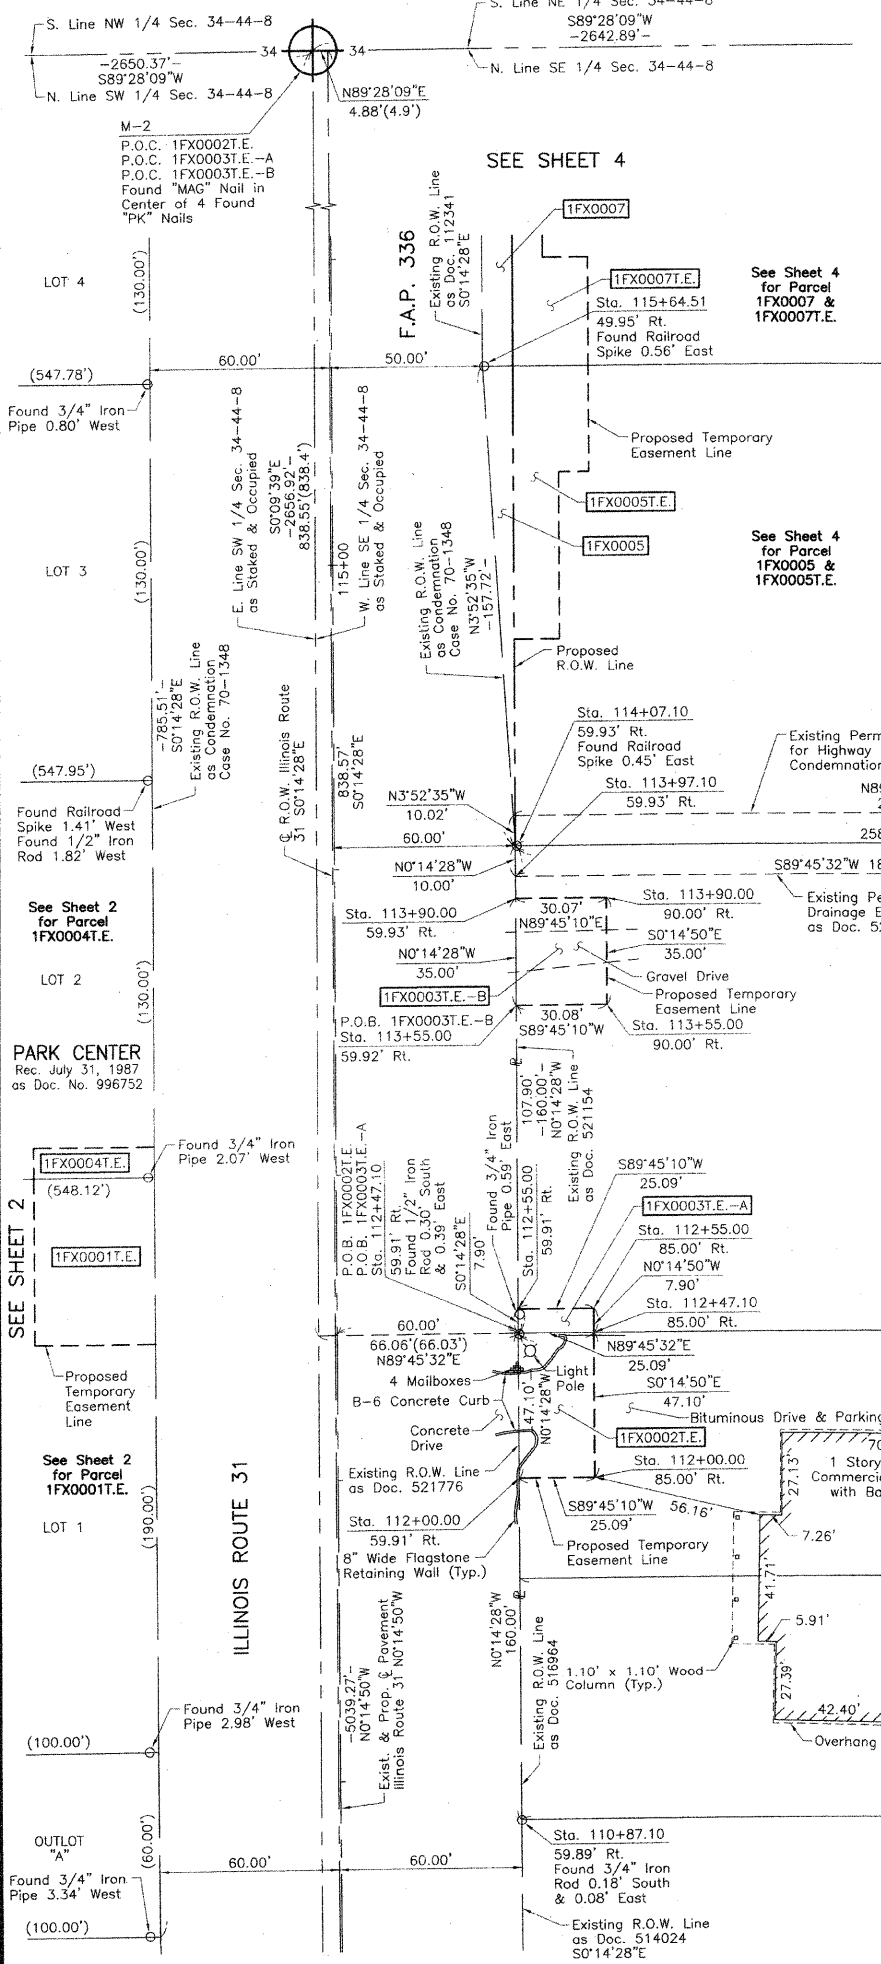 S. Line NW 1/4 Sec. 34-44-8
S. Line NE 1/4 Sec. 34-44-8
S89°28'09"W
-2642.89'-
34
34
-2650.37'-
S89°28'09"W
N. Line SW 1/4 Sec. 34-44-8
N. Line SE 1/4 Sec. 34-44-8
N89°28'09"E
4.88'(4.9')
M-2
P.O.C. 1FX0002T.E.
P.O.C. 1FX0003T.E.-A
P.O.C. 1FX0003T.E.-B
Found "MAG" Nail in
Center of 4 Found
"PK" Nails
SEE SHEET 4
1FX0007
F.A.P. 336
Existing R.O.W. Line
as Doc. 112341
S0°14'28"E
LOT 4
(130.00')
1FX0007T.E.
Sta. 115+64.51
49.95' Rt.
Found Railroad
Spike 0.56' East
See Sheet 4
for Parcel
1FX0007 &
1FX0007T.E.
60.00'
50.00'
(547.78')
Found 3/4" Iron
Pipe 0.80' West
E. Line SW 1/4 Sec. 34-44-8
as Staked & Occupied
S0°09'39"E
-2656.92'-
838.55'(838.4')
W. Line SE 1/4 Sec. 34-44-8
as Staked & Occupied
115+00
Proposed Temporary
Easement Line
1FX0005T.E.
1FX0005
See Sheet 4
for Parcel
1FX0005 &
1FX0005T.E.
LOT 3
(130.00')
Existing R.O.W. Line
as Condemnation
Case No. 70-1348
N3°52'35"W
-157.72'-
Proposed
R.O.W. Line
-785.51'-
S0°14'28"E
Existing R.O.W. Line
as Condemnation
Case No. 70-1348
℄ R.O.W. Illinois Route
31 S0°14'28"E
838.57'
S0°14'28"E
Sta. 114+07.10
59.93' Rt.
Found Railroad
Spike 0.45' East
Existing Perm
for Highway
Condemnation
(547.95')
Found Railroad
Spike 1.41' West
Found 1/2" Iron
Rod 1.82' West
N3°52'35"W
10.02'
Sta. 113+97.10
59.93' Rt.
60.00'
258
N0°14'28"W
10.00'
S89°45'32"W 18
See Sheet 2
for Parcel
1FX0004T.E.
Sta. 113+90.00
59.93' Rt.
30.07'
N89°45'10"E
Sta. 113+90.00
90.00' Rt.
Existing Pe
Drainage E
as Doc. 52
N0°14'28"W
35.00'
S0°14'50"E
35.00'
LOT 2
(130.00')
Gravel Drive
1FX0003T.E.-B
Proposed Temporary
Easement Line
P.O.B. 1FX0003T.E.-B
Sta. 113+55.00
59.92' Rt.
30.08'
S89°45'10"W
Sta. 113+55.00
90.00' Rt.
PARK CENTER
Rec. July 31, 1987
as Doc. No. 996752
107.90'
-160.00'-
N0°14'28"W
Existing R.O.W. Line
as Doc. 521154
1FX0004T.E.
(548.12')
Found 3/4" Iron
Pipe 2.07' West
P.O.B. 1FX0002T.E.
P.O.B. 1FX0003T.E.-A
Sta. 112+47.10
59.91' Rt.
Found 1/2" Iron
Rod 0.30' South
& 0.39' East
S0°14'28"E
7.90'
Found 3/4" Iron
Pipe 0.59' East
Sta. 112+55.00
59.91' Rt.
S89°45'10"W
25.09'
1FX0003T.E.-A
Sta. 112+55.00
85.00' Rt.
N0°14'50"W
7.90'
Sta. 112+47.10
85.00' Rt.
SEE SHEET 2
1FX0001T.E.
60.00'
66.06'(66.03')
N89°45'32"E
N89°45'32"E
25.09'
Proposed
Temporary
Easement
Line
4 Mailboxes
Light
Pole
B-6 Concrete Curb
47.10'
N0°14'28"W
S0°14'50"E
47.10'
Bituminous Drive & Parking
Concrete
Drive
1FX0002T.E.
See Sheet 2
for Parcel
1FX0001T.E.
Existing R.O.W. Line
as Doc. 521776
Sta. 112+00.00
85.00' Rt.
27.13'
70
1 Story
Commercia
with Ba
LOT 1
(190.00')
Sta. 112+00.00
59.91' Rt.
S89°45'10"W
25.09'
56.16'
7.26'
8" Wide Flagstone
Retaining Wall (Typ.)
Proposed Temporary
Easement Line
41.71'
ILLINOIS ROUTE 31
N0°14'28"W
160.00'
Existing R.O.W. Line
as Doc. 516964
5.91'
1.10' x 1.10' Wood
Column (Typ.)
27.39'
42.40'
Overhang
-5039.27'-
N0°14'50"W
Exist. & Prop. ℄ Pavement
Illinois Route 31 N0°14'50"W
Found 3/4" Iron
Pipe 2.98' West
(100.00')
OUTLOT
"A"
(60.00')
60.00'
60.00'
Sta. 110+87.10
59.89' Rt.
Found 3/4" Iron
Rod 0.18' South
& 0.08' East
Found 3/4" Iron
Pipe 3.34' West
(100.00')
Existing R.O.W. Line
as Doc. 514024
S0°14'28"E